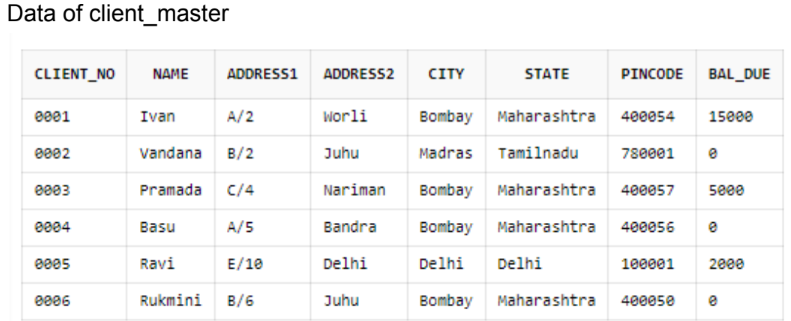 Data of client_master
CLIENT_NO NAME ADDRESS1 ADDRESS2 CITY STATE PINCODE BAL_DUE
0001 Ivan A/2 Worli Bombay Maharashtra 400054 15000
0002 Vandana B/2 Juhu Madras Tamilnadu 780001 0
0003 Pramada C/4 Nariman Bombay Maharashtra 400057 5000
0004 Basu A/5 Bandra Bombay Maharashtra 400056 0
0005 Ravi E/10 Delhi Delhi Delhi 100001 2000
0006 Rukmini B/6 Juhu Bombay Maharashtra 400050 0